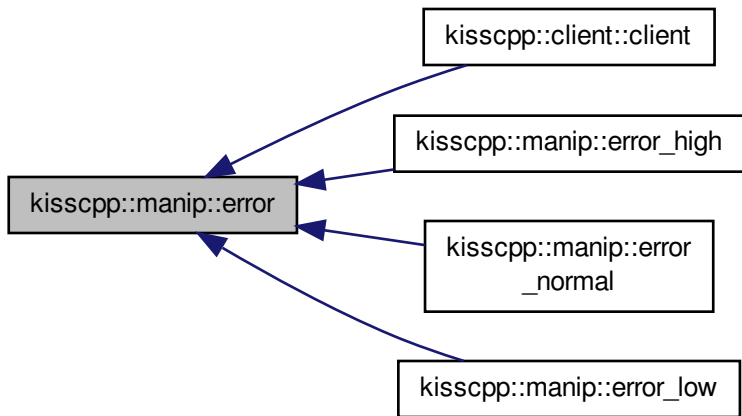 kisscpp::client::client
kisscpp::manip::error_high
kisscpp::manip::error
kisscpp::manip::error
_normal
kisscpp::manip::error_low